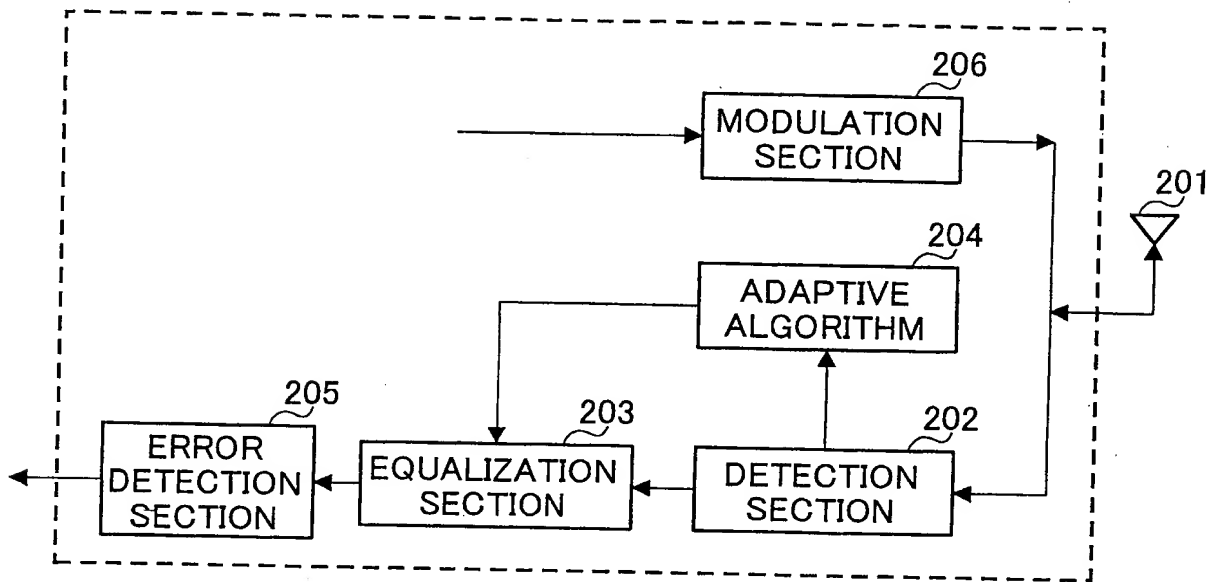 206
MODULATION
SECTION
201
204
ADAPTIVE
ALGORITHM
205
ERROR
DETECTION
SECTION
203
EQUALIZATION
SECTION
202
DETECTION
SECTION